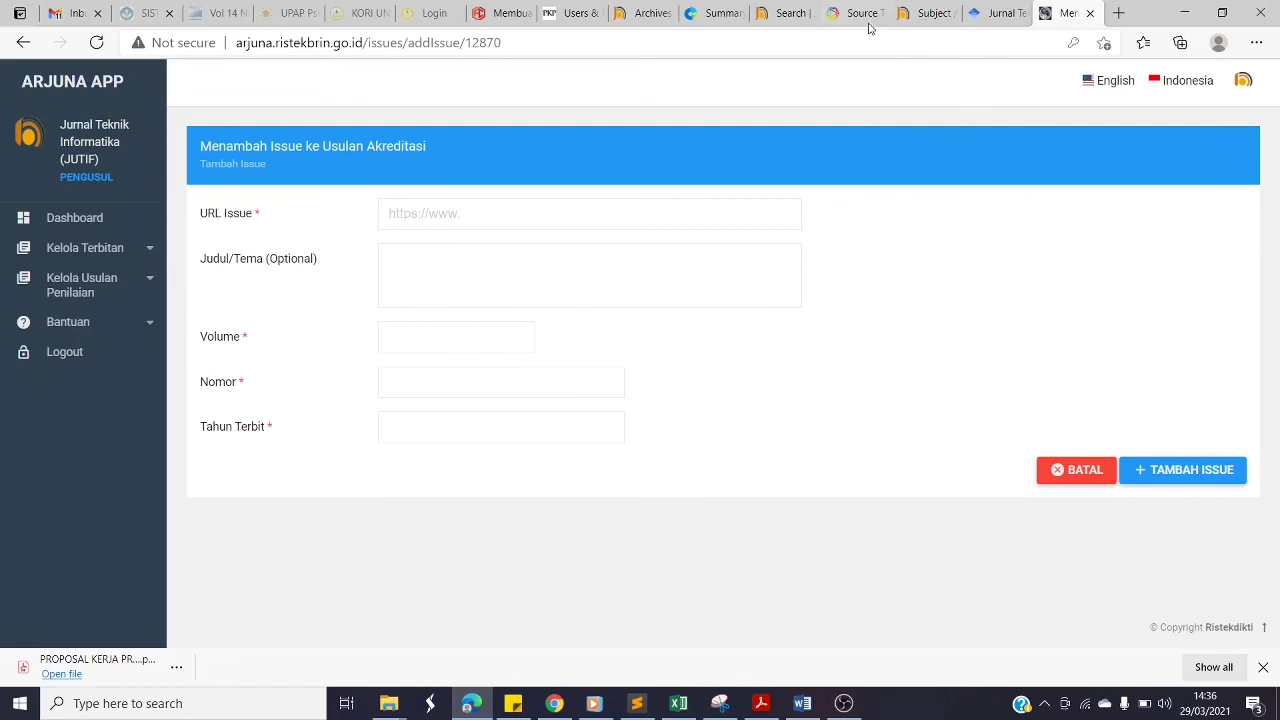 Inbox
SIST
Vol 14 N
UPAP Ps
KORI UN
Login
Membu
Users &
Archives
Summar
Search |
Source T
Subject /
Jurnal Te
Men
Not secure | arjuna.ristekbrin.go.id/issues/addIssue/12870
ARJUNA APP
English
Indonesia
Jurnal Teknik
Informatika
(JUTIF)
PENGUSUL
Dashboard
Kelola Terbitan
Kelola Usulan
Penilaian
Bantuan
Logout
Menambah Issue ke Usulan Akreditasi
Tambah Issue
URL Issue *
https://www.
Judul/Tema (Optional)
Volume *
Nomor *
Tahun Terbit *
BATAL
TAMBAH ISSUE
© Copyright Ristekdikti ↑
PROPOSAL KERJA PR....p...
Open file
Show all
Type here to search
14:36
29/03/2021
3